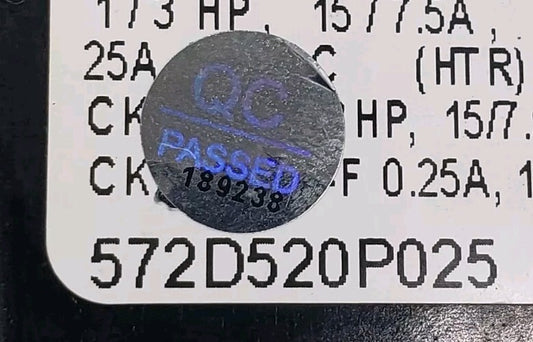 1/3 HP, 15/7.5A,
25A C (HTR)
CK HP, 15/7.
CK -F 0.25A, 1
QC
PASSED
189238
572D520P025